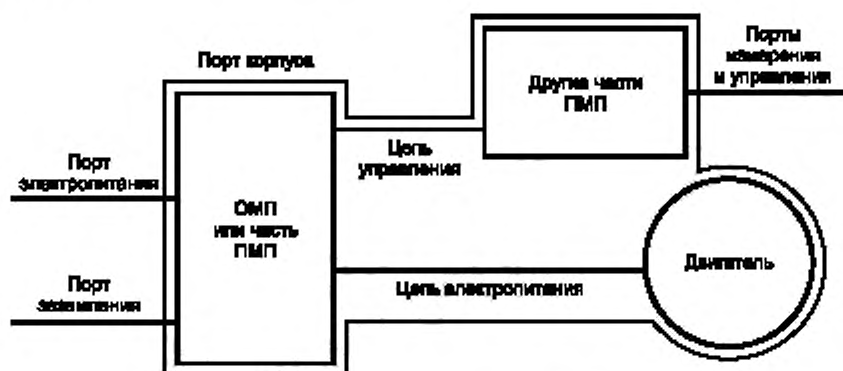 Порт корпуса
Порты
измерения
и управления
Другие части
ПМП
Цепь
управления
Порт
электропитания
ОМП
или часть
ПМП
Порт
заземления
Цепь электропитания
Двигатель